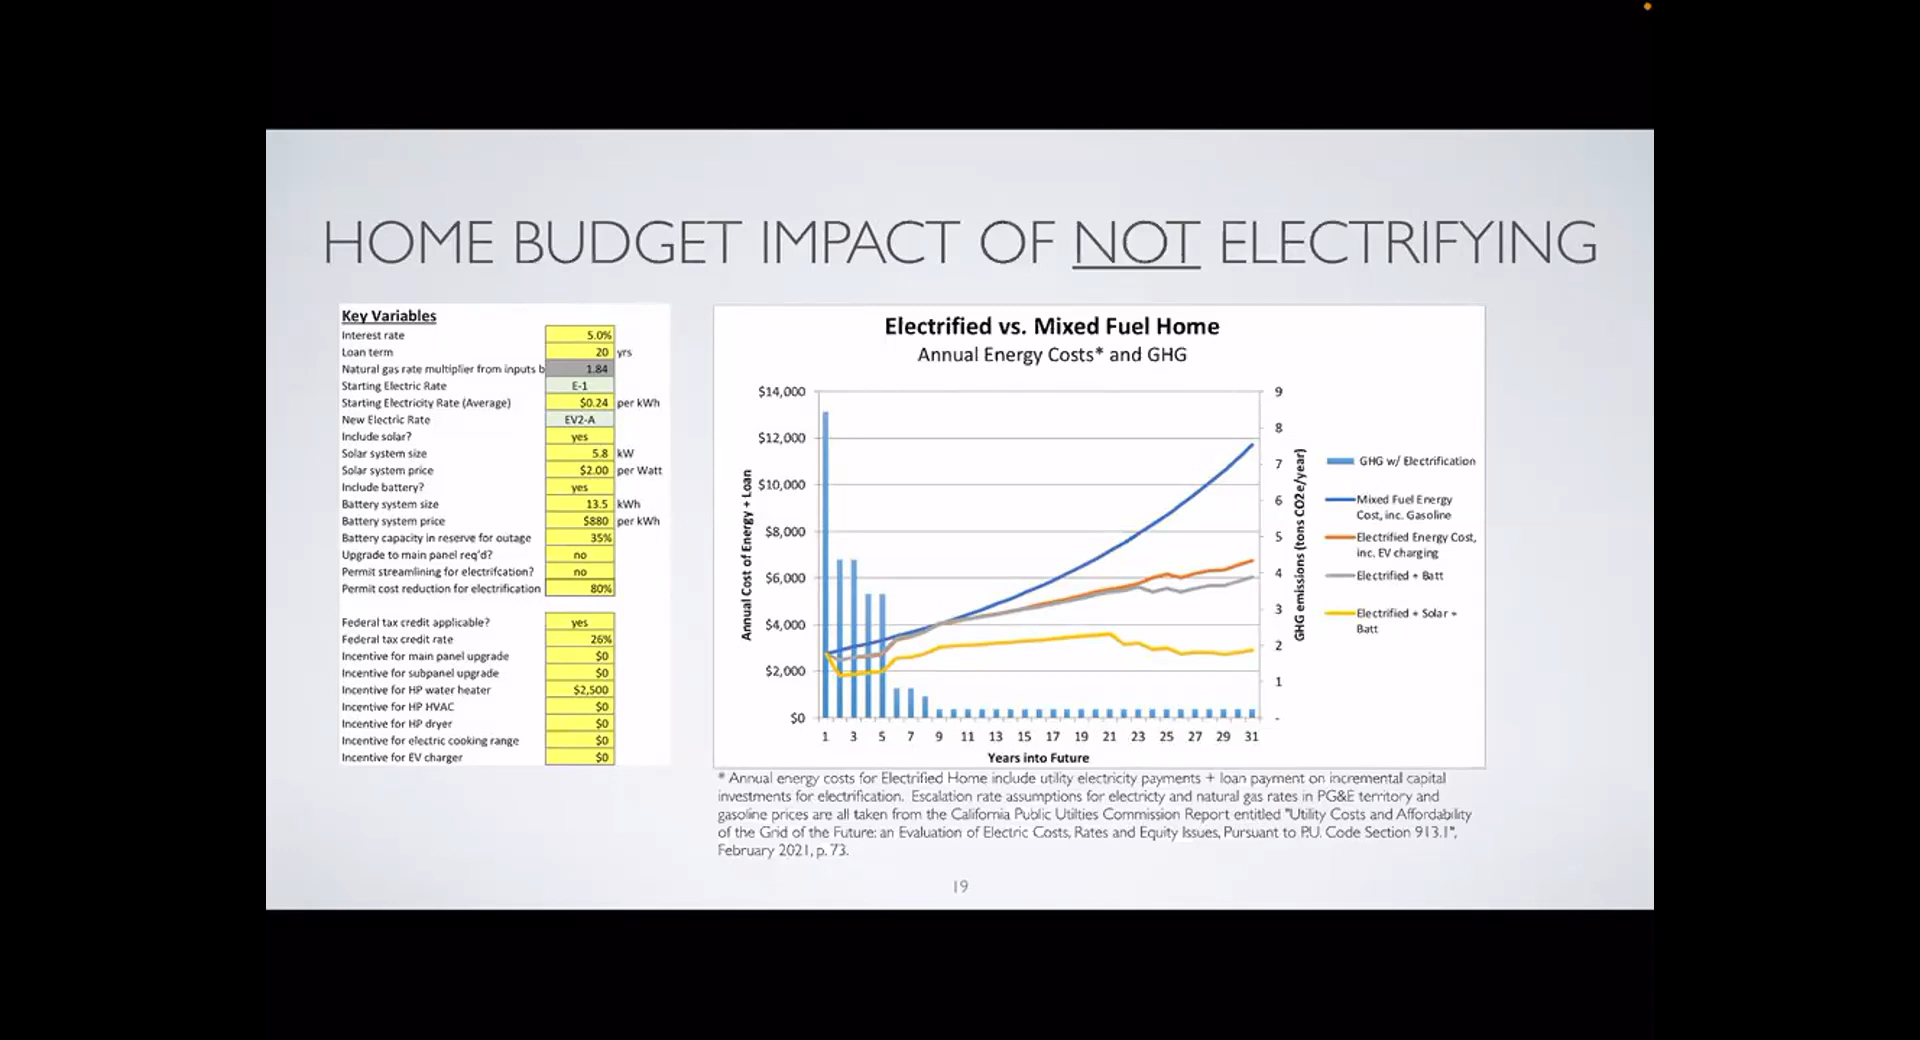 HOME BUDGET IMPACT OF NOT ELECTRIFYING
Key Variables
Interest rate 5.0%
Loan term 20 yrs
Natural gas rate multiplier from inputs b 1.84
Starting Electric Rate E-1
Starting Electricity Rate (Average) $0.24 per kWh
New Electric Rate EV2-A
Include solar? yes
Solar system size 5.8 kW
Solar system price $2.00 per Watt
Include battery? yes
Battery system size 13.5 kWh
Battery system price $880 per kWh
Battery capacity in reserve for outage 35%
Upgrade to main panel req'd? no
Permit streamlining for electrifcation? no
Permit cost reduction for electrification 80%
Federal tax credit applicable? yes
Federal tax credit rate 26%
Incentive for main panel upgrade $0
Incentive for subpanel upgrade $0
Incentive for HP water heater $2,500
Incentive for HP HVAC $0
Incentive for HP dryer $0
Incentive for electric cooking range $0
Incentive for EV charger $0
Electrified vs. Mixed Fuel Home
Annual Energy Costs* and GHG
Annual Cost of Energy + Loan
$14,000
$12,000
$10,000
$8,000
$6,000
$4,000
$2,000
$0
9
8
7
6
5
4
3
2
1
-
GHG emissions (tons CO2e/year)
1 3 5 7 9 11 13 15 17 19 21 23 25 27 29 31
Years into Future
GHG w/ Electrification
Mixed Fuel Energy
Cost, inc. Gasoline
Electrified Energy Cost,
inc. EV charging
Electrified + Batt
Electrified + Solar +
Batt
* Annual energy costs for Electrified Home include utility electricity payments + loan payment on incremental capital
investments for electrification. Escalation rate assumptions for electricty and natural gas rates in PG&E territory and
gasoline prices are all taken from the California Public Utilties Commission Report entitled "Utility Costs and Affordability
of the Grid of the Future: an Evaluation of Electric Costs, Rates and Equity Issues, Pursuant to P.U. Code Section 913.1",
February 2021, p. 73.
19